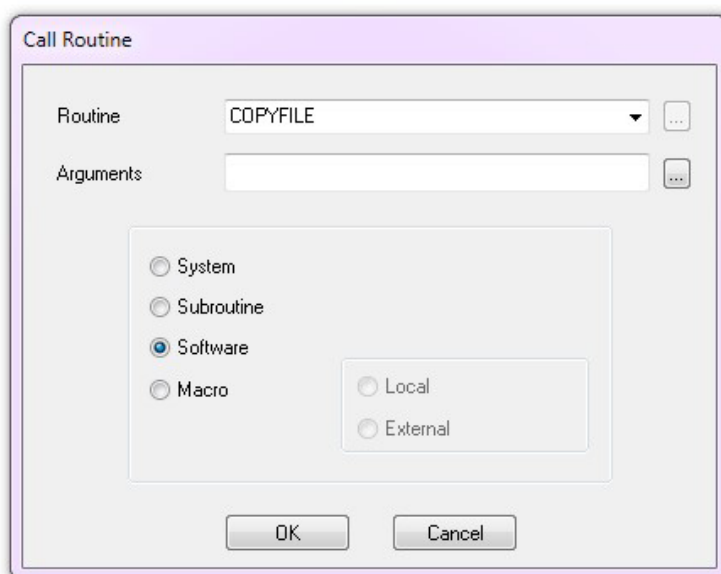 Call Routine
Routine COPYFILE ...
Arguments ...
System
Subroutine
Software
Macro
Local
External
OK Cancel